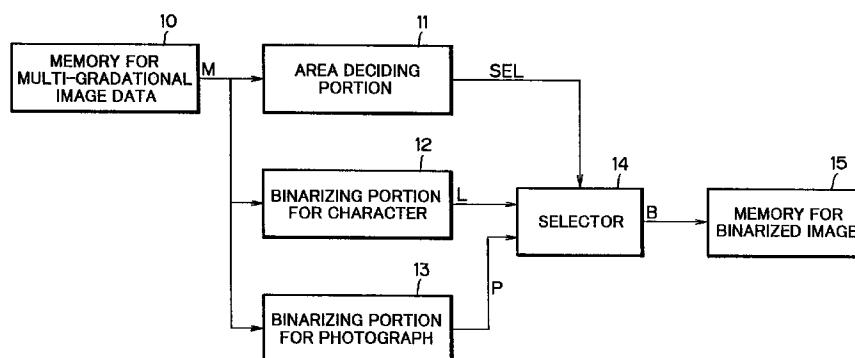 10
MEMORY FOR
MULTI-GRADATIONAL
IMAGE DATA
M
11
AREA DECIDING
PORTION
SEL
12
BINARIZING PORTION
FOR CHARACTER
L
13
BINARIZING PORTION
FOR PHOTOGRAPH
P
14
SELECTOR
B
15
MEMORY FOR
BINARIZED IMAGE